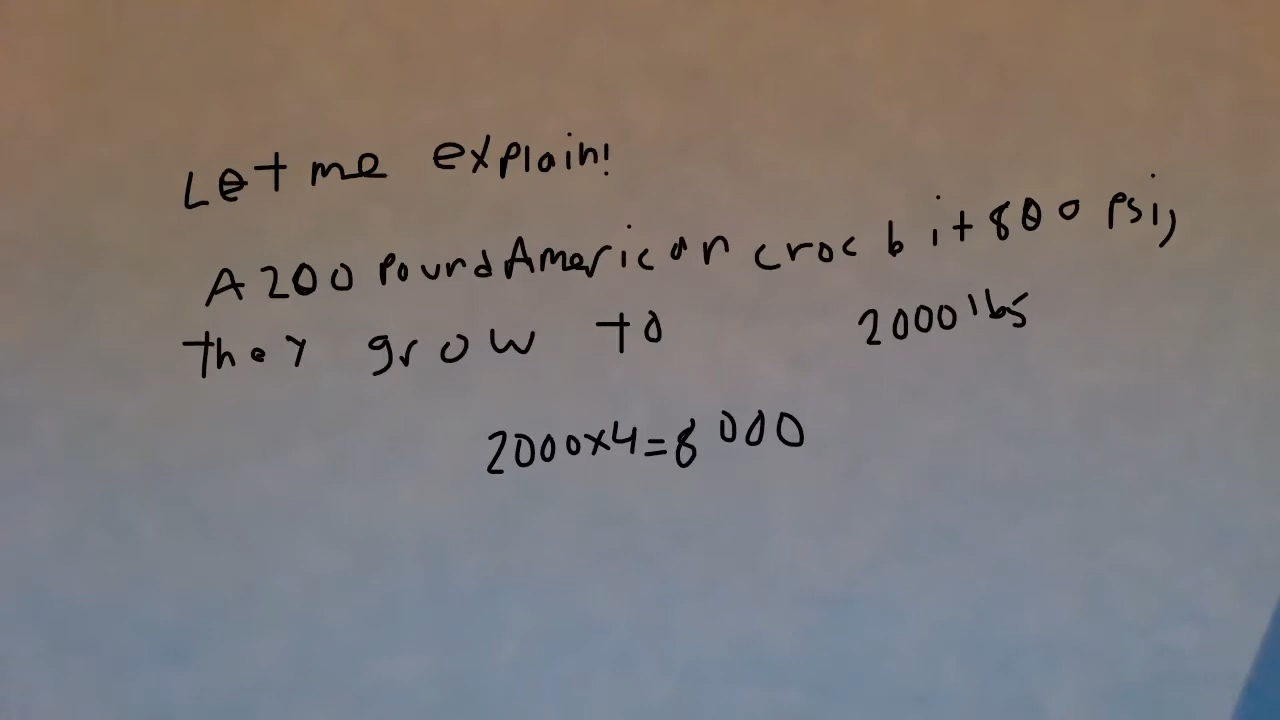 Let me explain!
A 200 Pound American croc bit 800 psi,
they grow to 2000 lbs
2000x4=8000